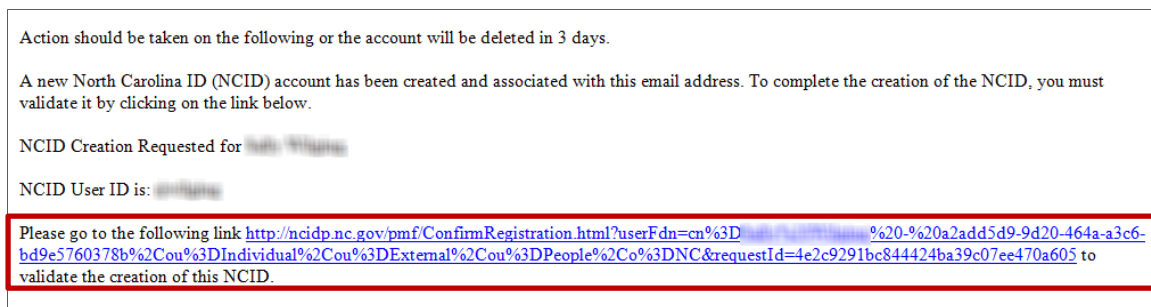 Action should be taken on the following or the account will be deleted in 3 days.
A new North Carolina ID (NCID) account has been created and associated with this email address. To complete the creation of the NCID, you must
validate it by clicking on the link below.
NCID Creation Requested for
NCID User ID is:
Please go to the following link http://ncidp.nc.gov/pmf/ConfirmRegistration.html?userFdn=cn%3D %20-%20a2add5d9-9d20-464a-a3c6-
bd9e5760378b%2Cou%3DIndividual%2Cou%3DExternal%2Cou%3DPeople%2Co%3DNC&requestId=4e2c9291bc844424ba39c07ee470a605 to
validate the creation of this NCID.